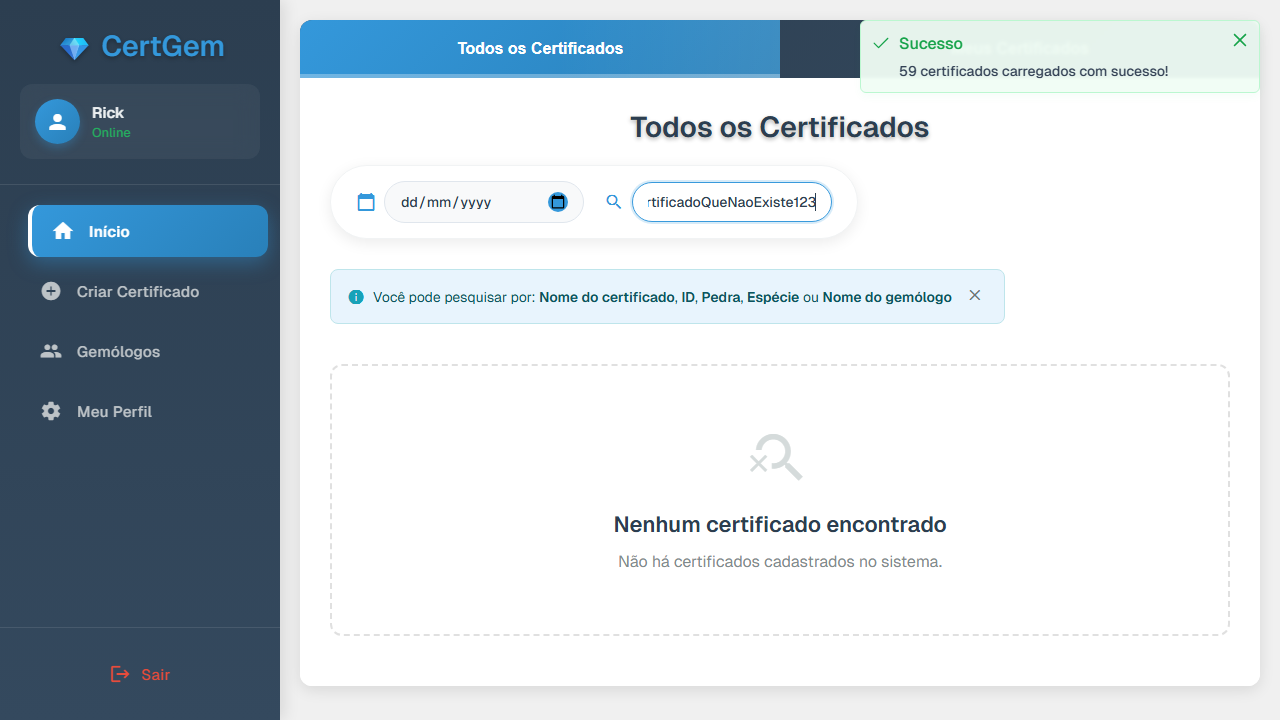 CertGem
Rick
Online
Início
Criar Certificado
Gemólogos
Meu Perfil
Sair
Todos os Certificados
Sucesso
59 certificados carregados com sucesso!
Todos os Certificados
dd/mm/yyyy
rtificadoQueNaoExiste123
Você pode pesquisar por: Nome do certificado, ID, Pedra, Espécie ou Nome do gemólogo
Nenhum certificado encontrado
Não há certificados cadastrados no sistema.